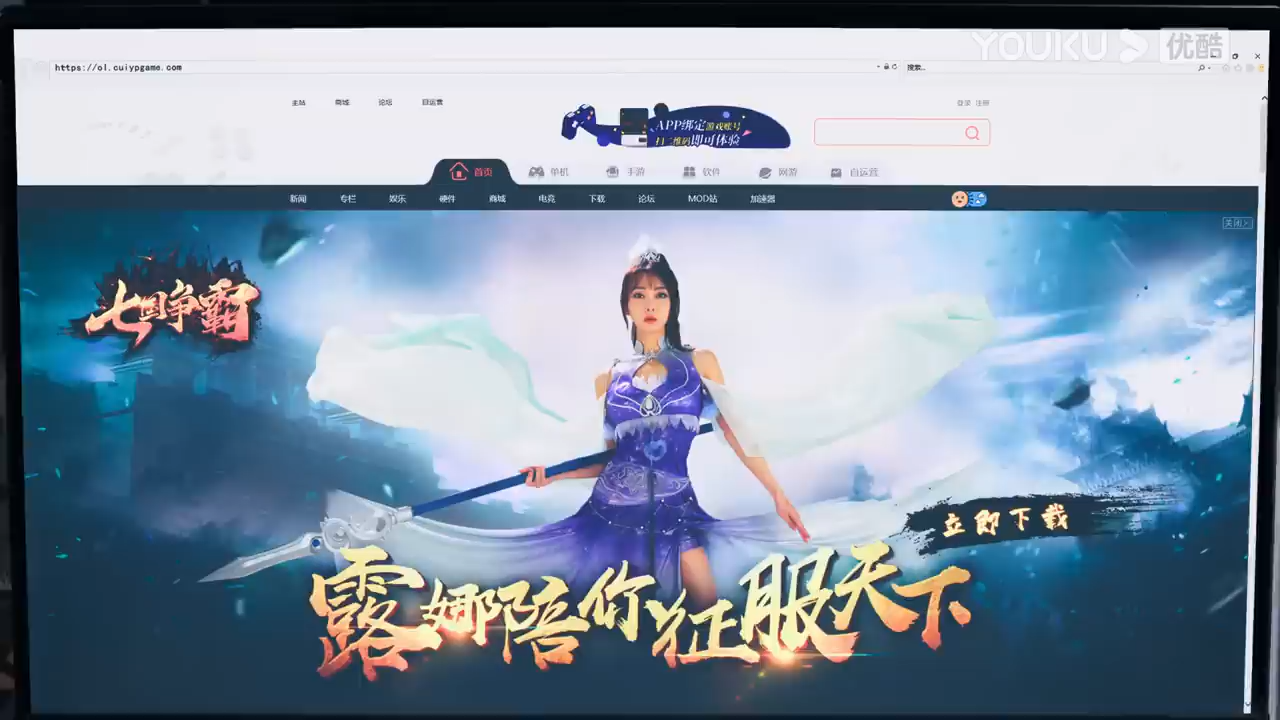 YOUKU 优酷
https://ol.cuiypgame.com
搜索..
主站 商城 论坛 自运营
登录 注册
APP绑定游戏账号
扫二维码即可体验
首页 单机 手游 软件 网游 自运营
新闻 专栏 娱乐 硬件 商城 电竞 下载 论坛 MOD站 加速器
关闭
七国争霸
立即下载
露娜陪你征服天下